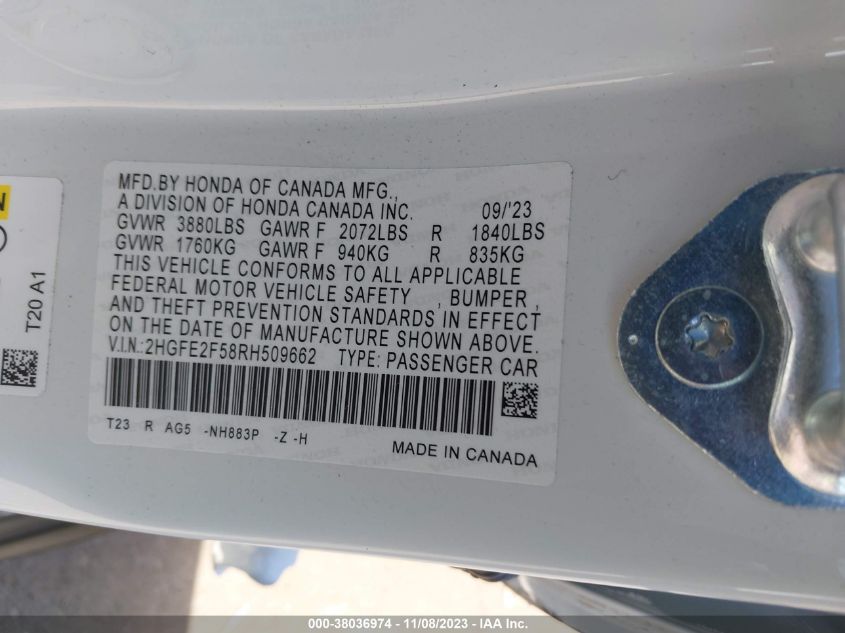 MFD.BY HONDA OF CANADA MFG.,
A DIVISION OF HONDA CANADA INC. 09/'23
GVWR 3880LBS GAWR F 2072LBS R 1840LBS
GVWR 1760KG GAWR F 940KG R 835KG
THIS VEHICLE CONFORMS TO ALL APPLICABLE
FEDERAL MOTOR VEHICLE SAFETY , BUMPER ,
AND THEFT PREVENTION STANDARDS IN EFFECT
ON THE DATE OF MANUFACTURE SHOWN ABOVE.
V.I.N.:2HGFE2F58RH509662 TYPE: PASSENGER CAR
T23 R AG5 -NH883P -Z -H
MADE IN CANADA
T20 A1
000-38036974 - 11/08/2023 - IAA Inc.